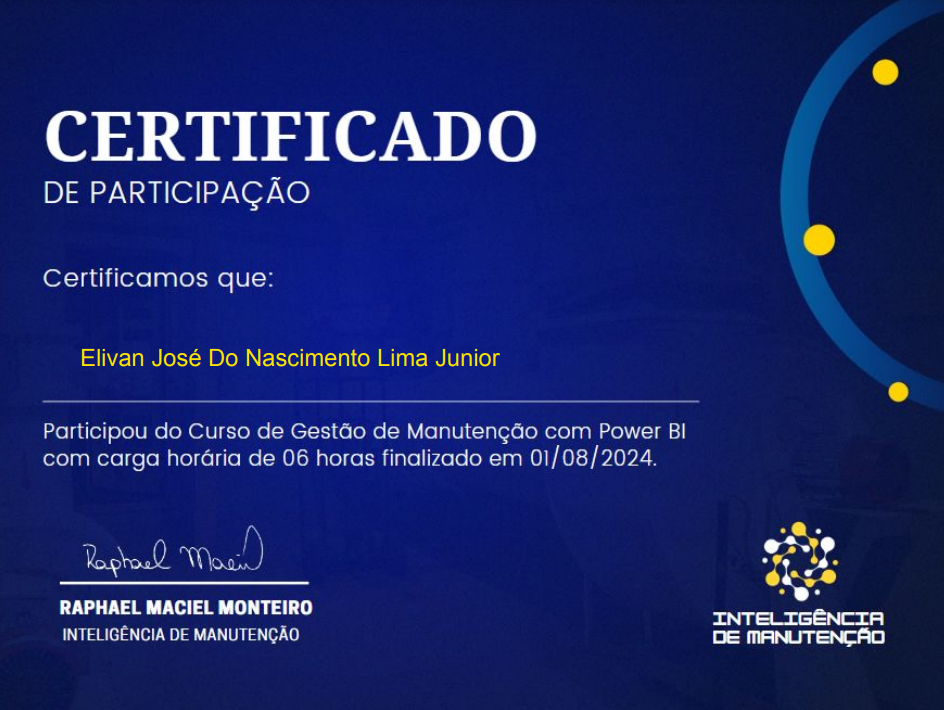 CERTIFICADO
DE PARTICIPAÇÃO
Certificamos que:
Elivan José Do Nascimento Lima Junior
Participou do Curso de Gestão de Manutenção com Power BI
com carga horária de 06 horas finalizado em 01/08/2024.
Raphael Maciel
RAPHAEL MACIEL MONTEIRO
INTELIGÊNCIA DE MANUTENÇÃO
INTELIGÊNCIA
DE MANUTENÇÃO